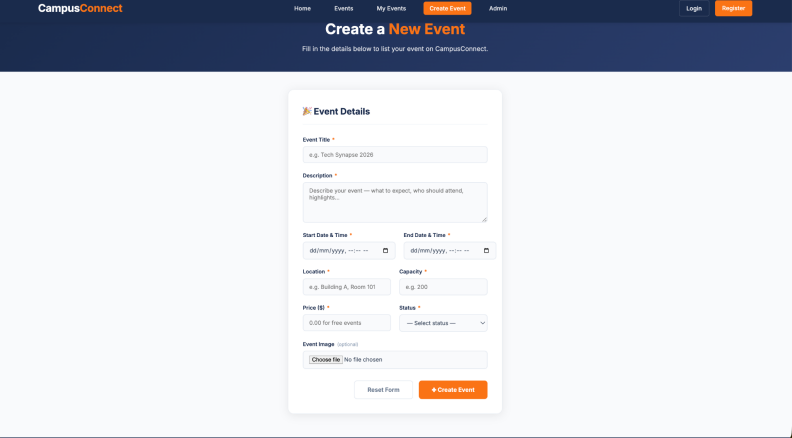 CampusConnect
Home Events My Events Create Event Admin
Login Register
Create a New Event
Fill in the details below to list your event on CampusConnect.
🎉 Event Details
Event Title *
e.g. Tech Synapse 2026
Description *
Describe your event — what to expect, who should attend,
highlights...
Start Date & Time * End Date & Time *
dd/mm/yyyy, --:-- -- dd/mm/yyyy, --:-- --
Location * Capacity *
e.g. Building A, Room 101 e.g. 200
Price ($) * Status *
0.00 for free events — Select status —
Event Image (optional)
Choose file No file chosen
Reset Form + Create Event